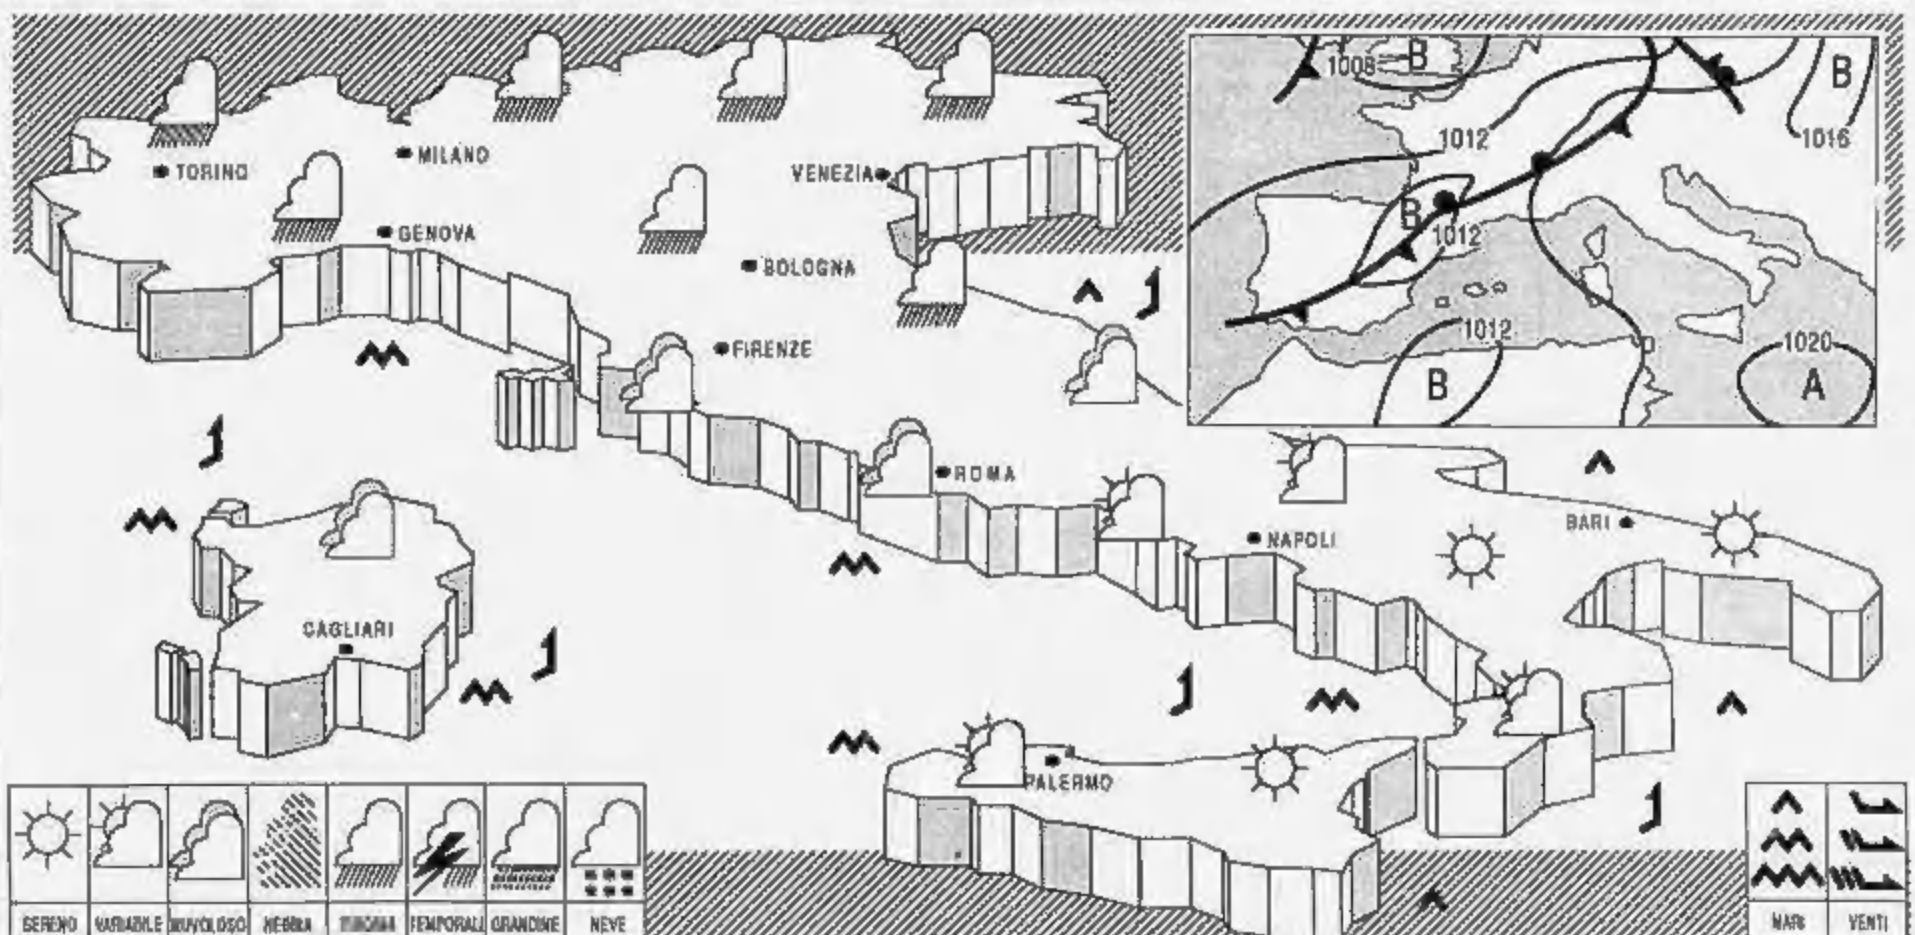 1008
B
B
1012
1016
TORINO
MILANO
VENEZIA
B
1012
GENOVA
BOLOGNA
FIRENZE
1012
1020
B
A
ROMA
NAPOLI
BARI
CAGLIARI
PALERMO
SERENO VARIABILE NUVOLOSO NEBBIA TEMPORALI GRANDINE NEVE
MARI VENTI